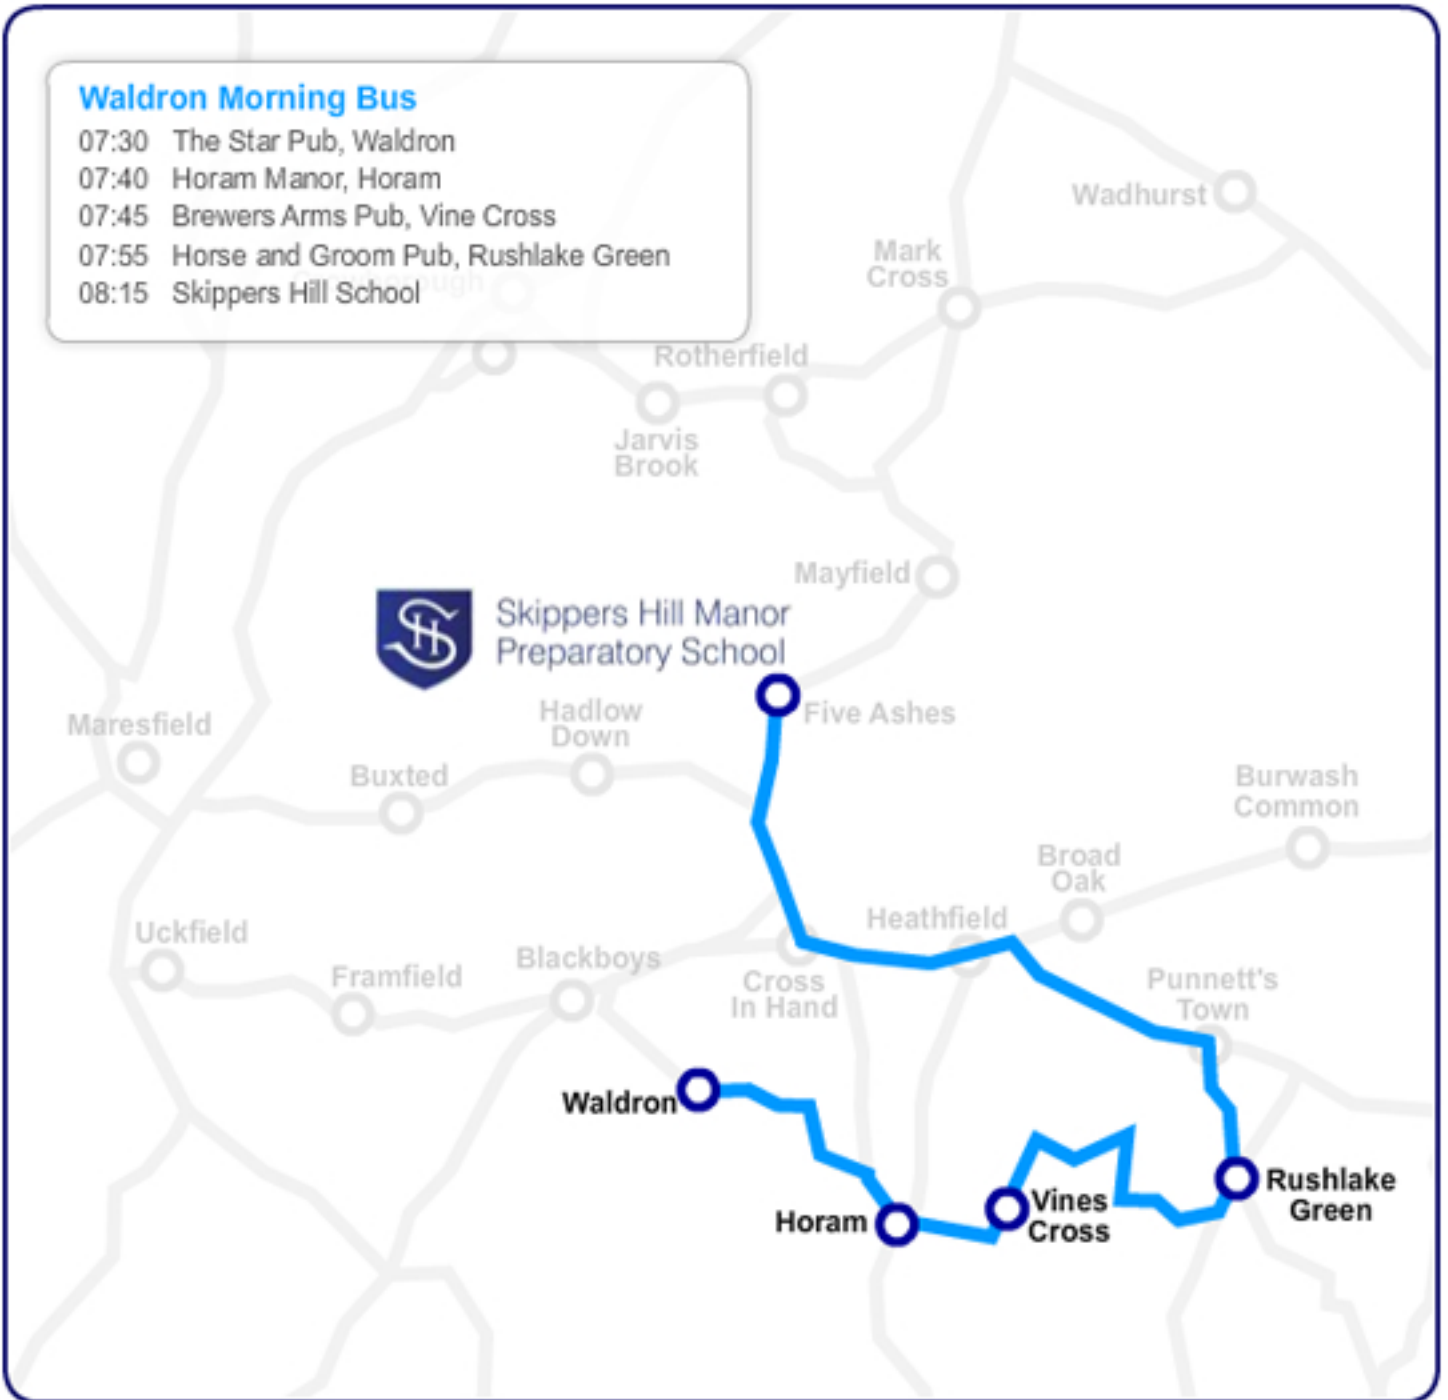 Waldron Morning Bus
07:30 The Star Pub, Waldron
07:40 Horam Manor, Horam
07:45 Brewers Arms Pub, Vine Cross
07:55 Horse and Groom Pub, Rushlake Green
08:15 Skippers Hill School
Crowborough
Wadhurst
Mark
Cross
Rotherfield
Jarvis
Brook
Mayfield
SH
Skippers Hill Manor
Preparatory School
Five Ashes
Maresfield
Hadlow
Down
Buxted
Burwash
Common
Broad
Oak
Uckfield
Heathfield
Framfield
Blackboys
Cross
In Hand
Punnett's
Town
Waldron
Horam
Vines
Cross
Rushlake
Green